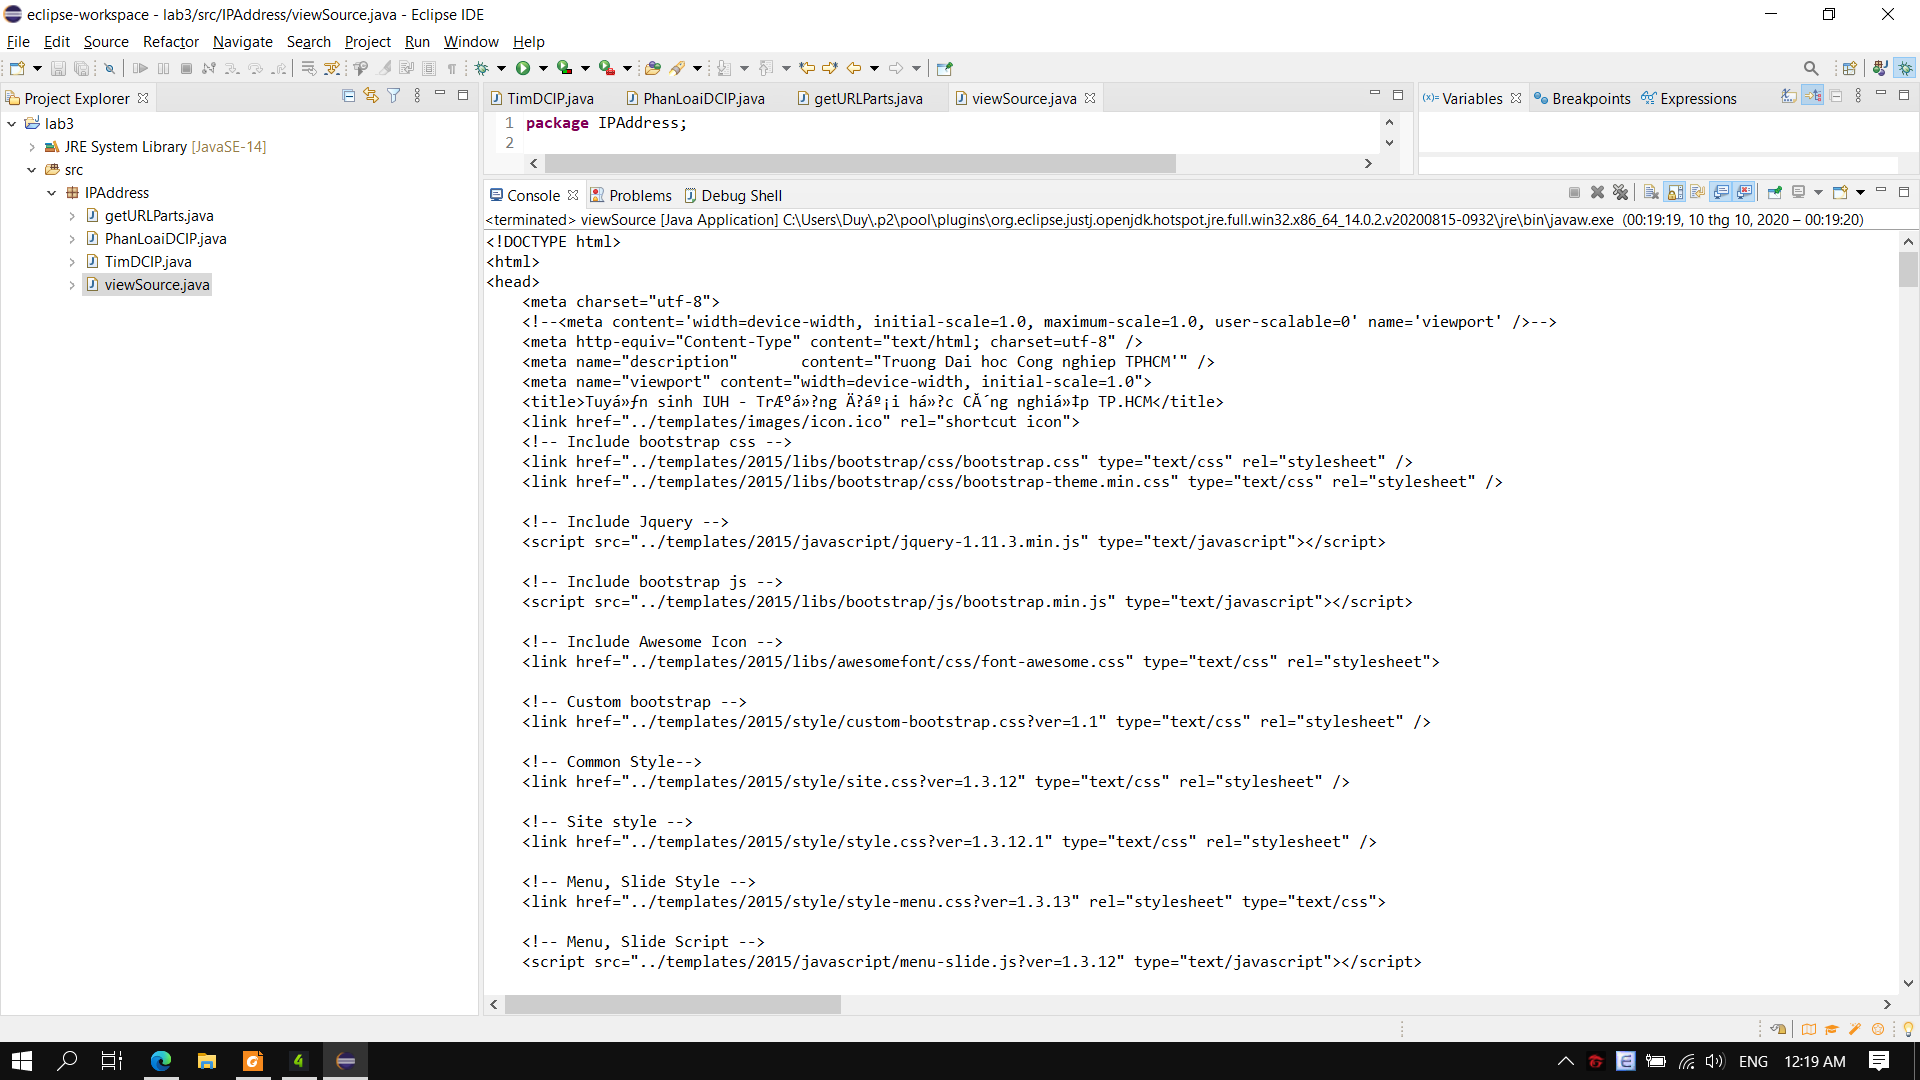 eclipse-workspace - lab3/src/IPAddress/viewSource.java - Eclipse IDE
File Edit Source Refactor Navigate Search Project Run Window Help
Project Explorer
lab3
JRE System Library [JavaSE-14]
src
IPAddress
getURLParts.java
PhanLoaiDCIP.java
TimDCIP.java
viewSource.java
TimDCIP.java PhanLoaiDCIP.java getURLParts.java viewSource.java
1 package IPAddress;
2
(x)= Variables Breakpoints Expressions
Console Problems Debug Shell
<terminated> viewSource [Java Application] C:\Users\Duy\.p2\pool\plugins\org.eclipse.justj.openjdk.hotspot.jre.full.win32.x86_64_14.0.2.v20200815-0932\jre\bin\javaw.exe (00:19:19, 10 thg 10, 2020 – 00:19:20)
<!DOCTYPE html>
<html>
<head>
    <meta charset="utf-8">
    <!--<meta content='width=device-width, initial-scale=1.0, maximum-scale=1.0, user-scalable=0' name='viewport' />-->
    <meta http-equiv="Content-Type" content="text/html; charset=utf-8" />
    <meta name="description"       content="Truong Dai hoc Cong nghiep TPHCM'" />
    <meta name="viewport" content="width=device-width, initial-scale=1.0">
    <title>Tuyá»ƒn sinh IUH - TrÆ°á»?ng Ä?áº¡i há»?c CĂ´ng nghiá»‡p TP.HCM</title>
    <link href="../templates/images/icon.ico" rel="shortcut icon">
    <!-- Include bootstrap css -->
    <link href="../templates/2015/libs/bootstrap/css/bootstrap.css" type="text/css" rel="stylesheet" />
    <link href="../templates/2015/libs/bootstrap/css/bootstrap-theme.min.css" type="text/css" rel="stylesheet" />
    <!-- Include Jquery -->
    <script src="../templates/2015/javascript/jquery-1.11.3.min.js" type="text/javascript"></script>
    <!-- Include bootstrap js -->
    <script src="../templates/2015/libs/bootstrap/js/bootstrap.min.js" type="text/javascript"></script>
    <!-- Include Awesome Icon -->
    <link href="../templates/2015/libs/awesomefont/css/font-awesome.css" type="text/css" rel="stylesheet">
    <!-- Custom bootstrap -->
    <link href="../templates/2015/style/custom-bootstrap.css?ver=1.1" type="text/css" rel="stylesheet" />
    <!-- Common Style-->
    <link href="../templates/2015/style/site.css?ver=1.3.12" type="text/css" rel="stylesheet" />
    <!-- Site style -->
    <link href="../templates/2015/style/style.css?ver=1.3.12.1" type="text/css" rel="stylesheet" />
    <!-- Menu, Slide Style -->
    <link href="../templates/2015/style/style-menu.css?ver=1.3.13" rel="stylesheet" type="text/css">
    <!-- Menu, Slide Script -->
    <script src="../templates/2015/javascript/menu-slide.js?ver=1.3.12" type="text/javascript"></script>
ENG 12:19 AM